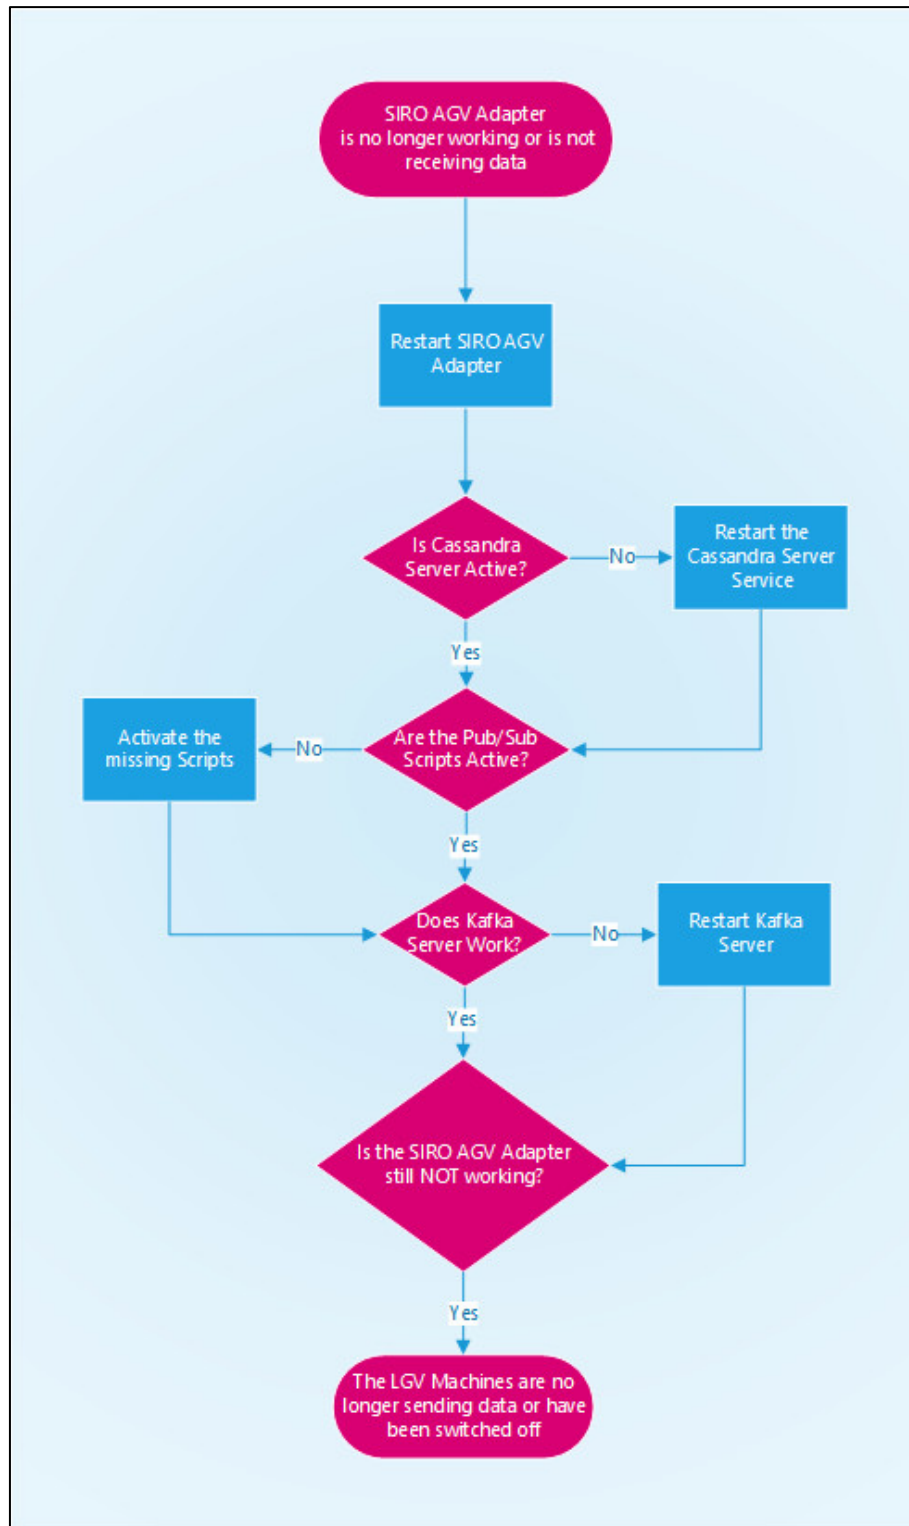 SIRO AGV Adapter
is no longer working or is not
receiving data
Restart SIRO AGV
Adapter
Is Cassandra
Server Active?
No
Restart the
Cassandra Server
Service
Yes
Activate the
missing Scripts
No
Are the Pub/Sub
Scripts Active?
Yes
Does Kafka
Server Work?
No
Restart Kafka
Server
Yes
Is the SIRO AGV Adapter
still NOT working?
Yes
The LGV Machines are no
longer sending data or have
been switched off